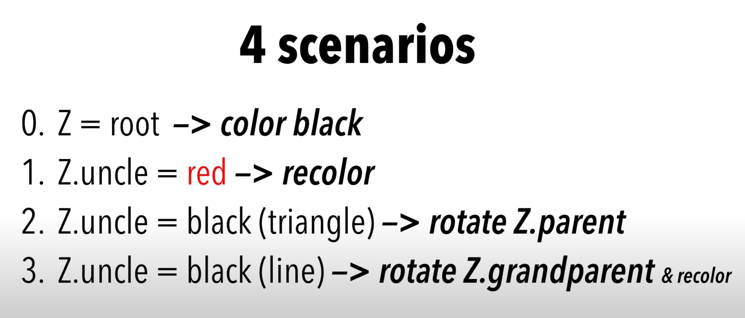 4 scenarios
0. Z = root –> color black
1. Z.uncle = red –> recolor
2. Z.uncle = black (triangle) –> rotate Z.parent
3. Z.uncle = black (line) –> rotate Z.grandparent & recolor